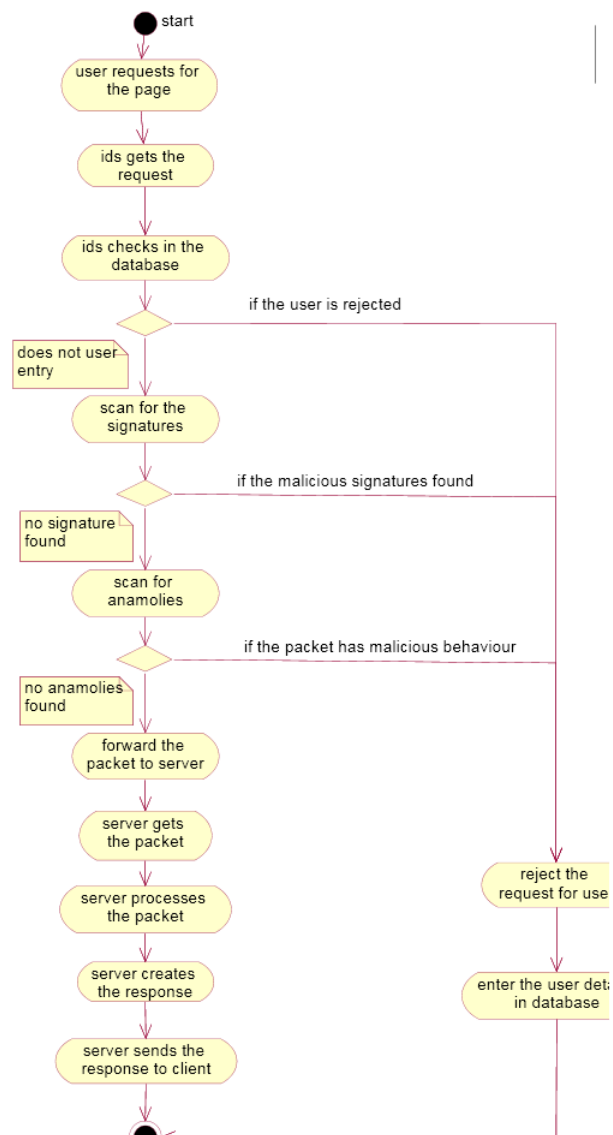 start
user requests for
the page
ids gets the
request
ids checks in the
database
if the user is rejected
does not user
entry
scan for the
signatures
if the malicious signatures found
no signature
found
scan for
anamolies
if the packet has malicious behaviour
no anamolies
found
forward the
packet to server
server gets
the packet
reject the
request for use
server processes
the packet
server creates
the response
enter the user deta
in database
server sends the
response to client